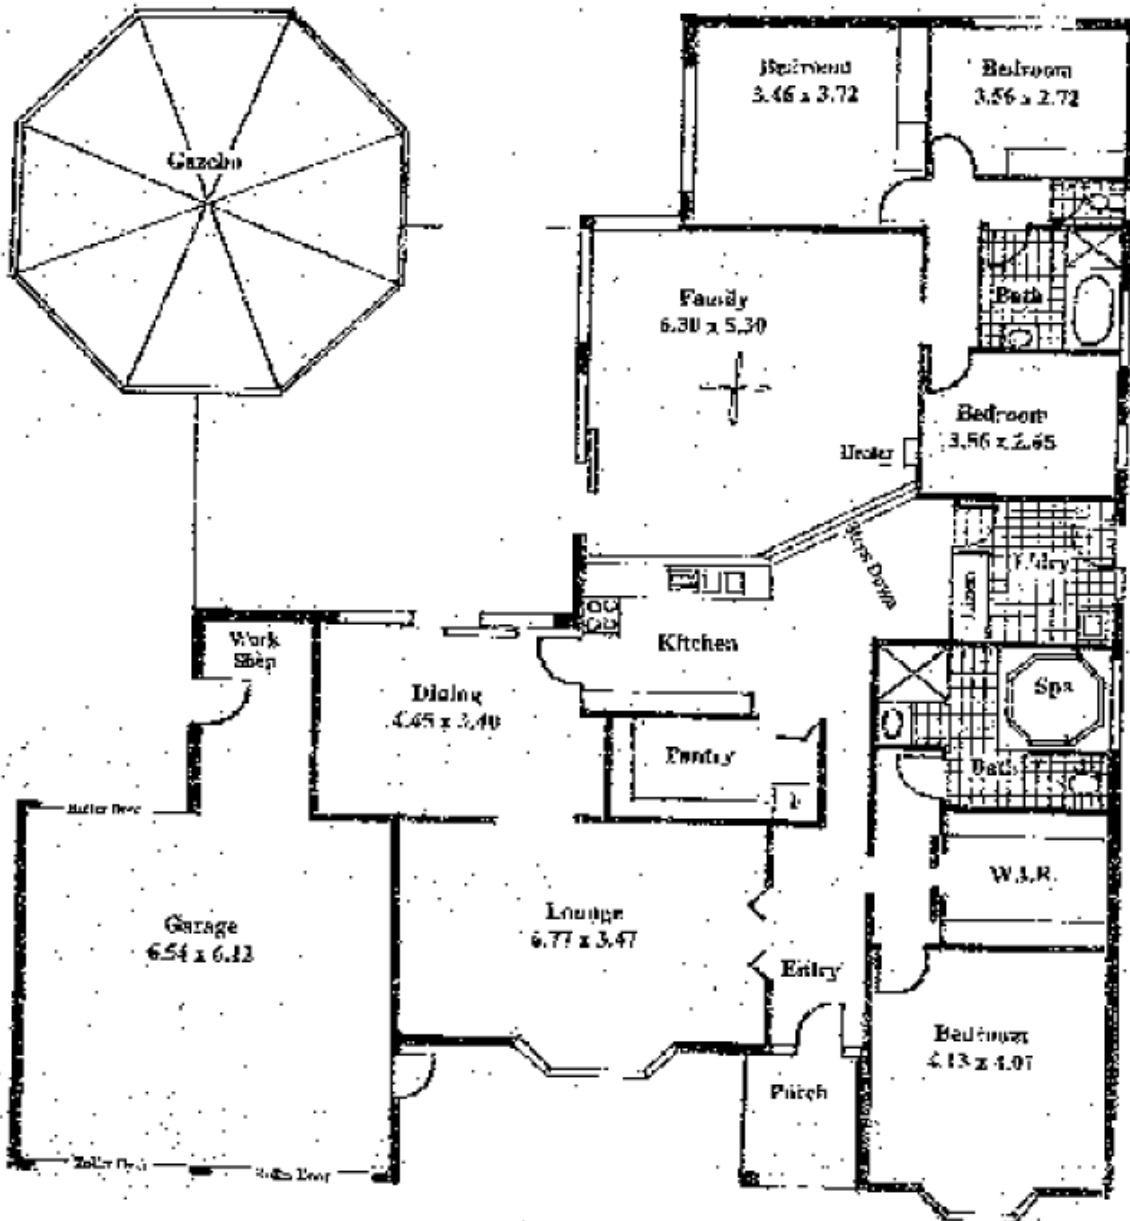 Bedroom
3.46 x 3.72
Bedroom
3.56 x 2.72
Gazebo
Family
6.30 x 5.30
Bath
Bedroom
3.56 x 2.65
Heater
Steps Down
L'dry
Linen
Work
Shop
Kitchen
Dining
4.65 x 3.40
Spa
Pantry
Bath
F
Roller Door
W.I.R.
Lounge
6.77 x 3.47
Garage
6.54 x 6.12
Entry
Bedroom
4.13 x 4.07
Porch
Roller Door
Roller Door